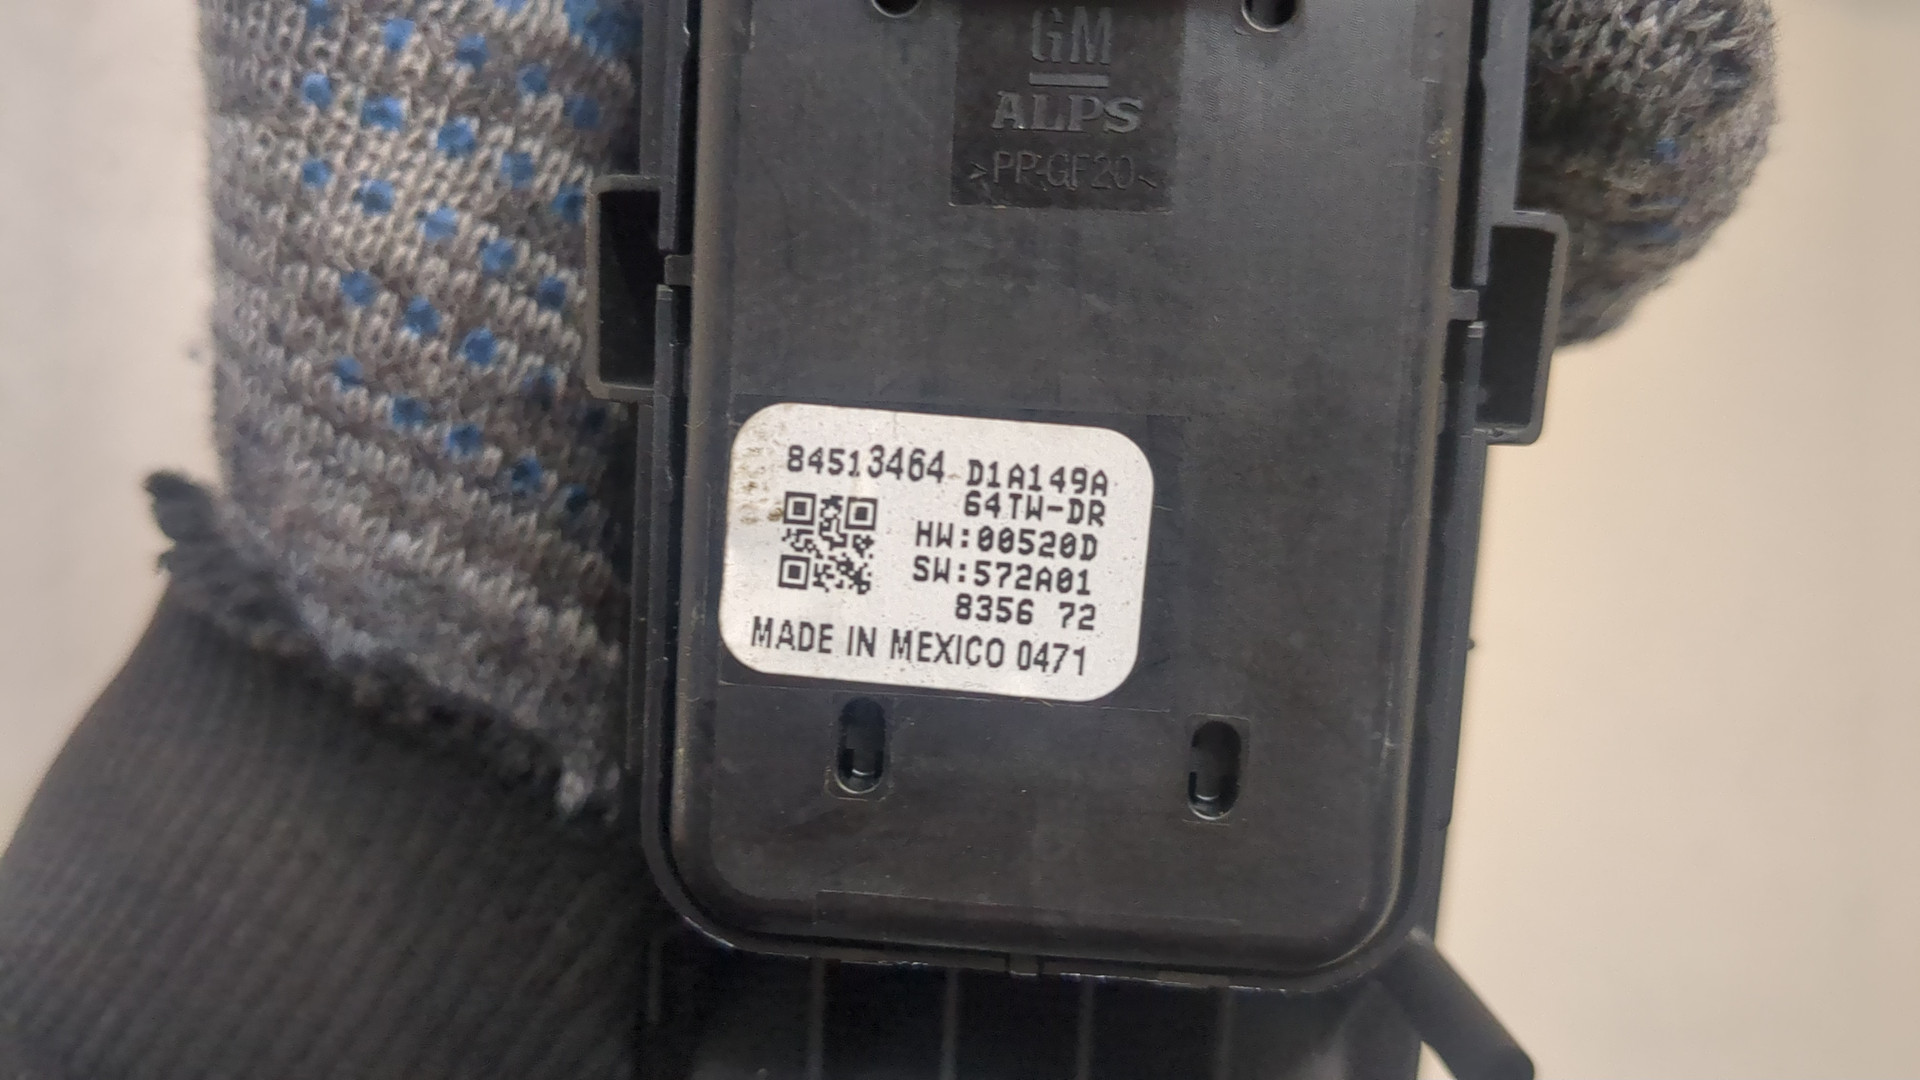 GM
ALPS
>PP-GF20<
84513464 D1A149A
64TW-DR
HW:00520D
SW:572A01
8356 72
MADE IN MEXICO 0471